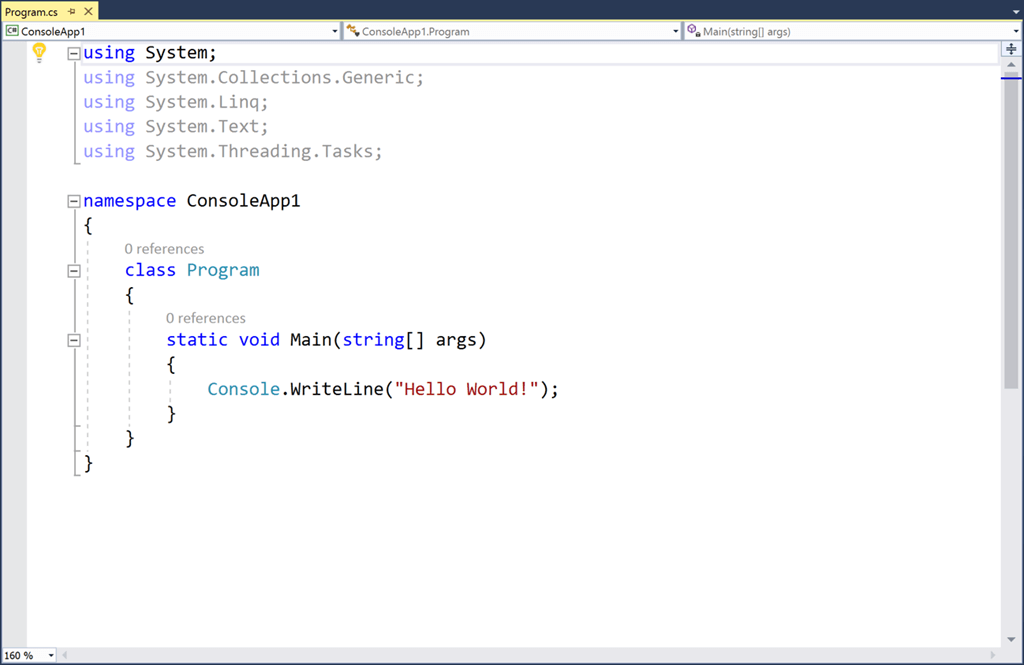 Program.cs
C# ConsoleApp1
ConsoleApp1.Program
Main(string[] args)
using System;
using System.Collections.Generic;
using System.Linq;
using System.Text;
using System.Threading.Tasks;
namespace ConsoleApp1
{
0 references
class Program
{
0 references
static void Main(string[] args)
{
Console.WriteLine("Hello World!");
}
}
}
160 %